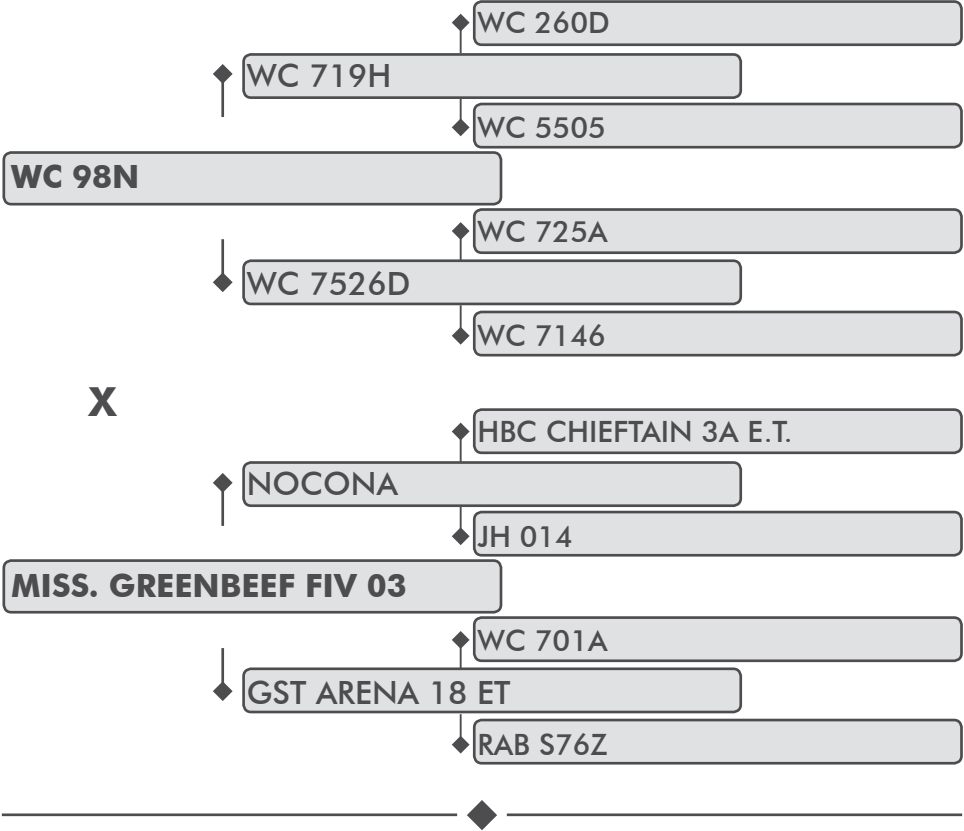 WC 260D
WC 719H
WC 5505
WC 98N
WC 725A
WC 7526D
WC 7146
X
HBC CHIEFTAIN 3A E.T.
NOCONA
JH 014
MISS. GREENBEEF FIV 03
WC 701A
GST ARENA 18 ET
RAB S76Z